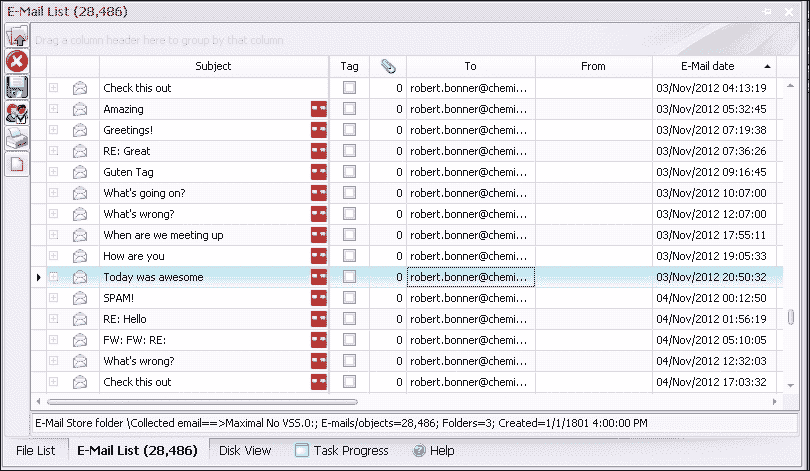 E-Mail List (28,486)
Drag a column header here to group by that column
Subject Tag To From E-Mail date
Check this out 0 robert.bonner@chemi... 03/Nov/2012 04:13:19
Amazing 0 robert.bonner@chemi... 03/Nov/2012 05:32:45
Greetings! 0 robert.bonner@chemi... 03/Nov/2012 07:19:38
RE: Great 0 robert.bonner@chemi... 03/Nov/2012 07:36:26
Guten Tag 0 robert.bonner@chemi... 03/Nov/2012 09:16:45
What's going on? 0 robert.bonner@chemi... 03/Nov/2012 10:07:00
What's wrong? 0 robert.bonner@chemi... 03/Nov/2012 12:07:00
When are we meeting up 0 robert.bonner@chemi... 03/Nov/2012 17:55:11
How are you 0 robert.bonner@chemi... 03/Nov/2012 19:05:33
Today was awesome 0 robert.bonner@chemi... 03/Nov/2012 20:50:32
SPAM! 0 robert.bonner@chemi... 04/Nov/2012 00:12:50
RE: Hello 0 robert.bonner@chemi... 04/Nov/2012 01:56:19
FW: FW: RE: 0 robert.bonner@chemi... 04/Nov/2012 05:10:05
What's wrong? 0 robert.bonner@chemi... 04/Nov/2012 12:32:03
Check this out 0 robert.bonner@chemi... 04/Nov/2012 17:03:32
E-Mail Store folder \Collected email==>Maximal No VSS.0:; E-mails/objects=28,486; Folders=3; Created=1/1/1801 4:00:00 PM
File List E-Mail List (28,486) Disk View Task Progress Help